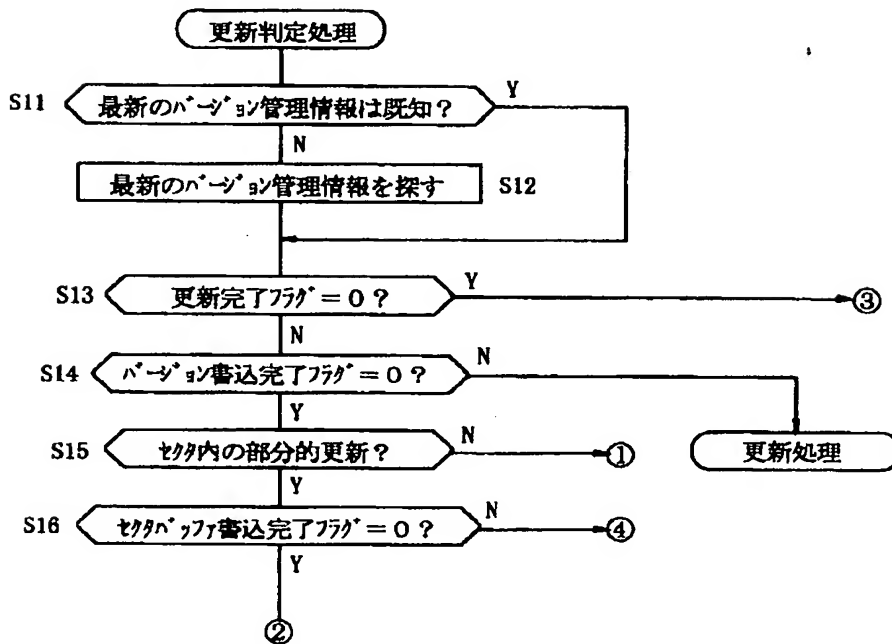 更新判定処理
S11
最新のバージョン管理情報は既知？
Y
N
最新のバージョン管理情報を探す
S12
S13
更新完了フラグ＝０？
Y
③
N
S14
バージョン書込完了フラグ＝０？
N
Y
更新処理
S15
セクタ内の部分的更新？
N
①
Y
S16
セクタバッファ書込完了フラグ＝０？
N
④
Y
②